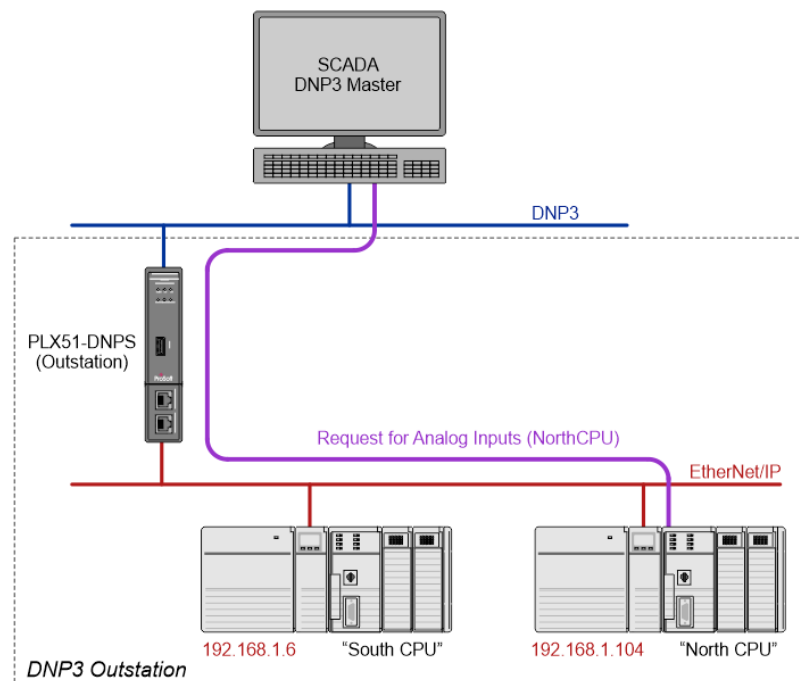 SCADA
DNP3 Master
DNP3
PLX51-DNPS
(Outstation)
ProSoft
Request for Analog Inputs (NorthCPU)
EtherNet/IP
192.168.1.6
"South CPU"
192.168.1.104
"North CPU"
DNP3 Outstation